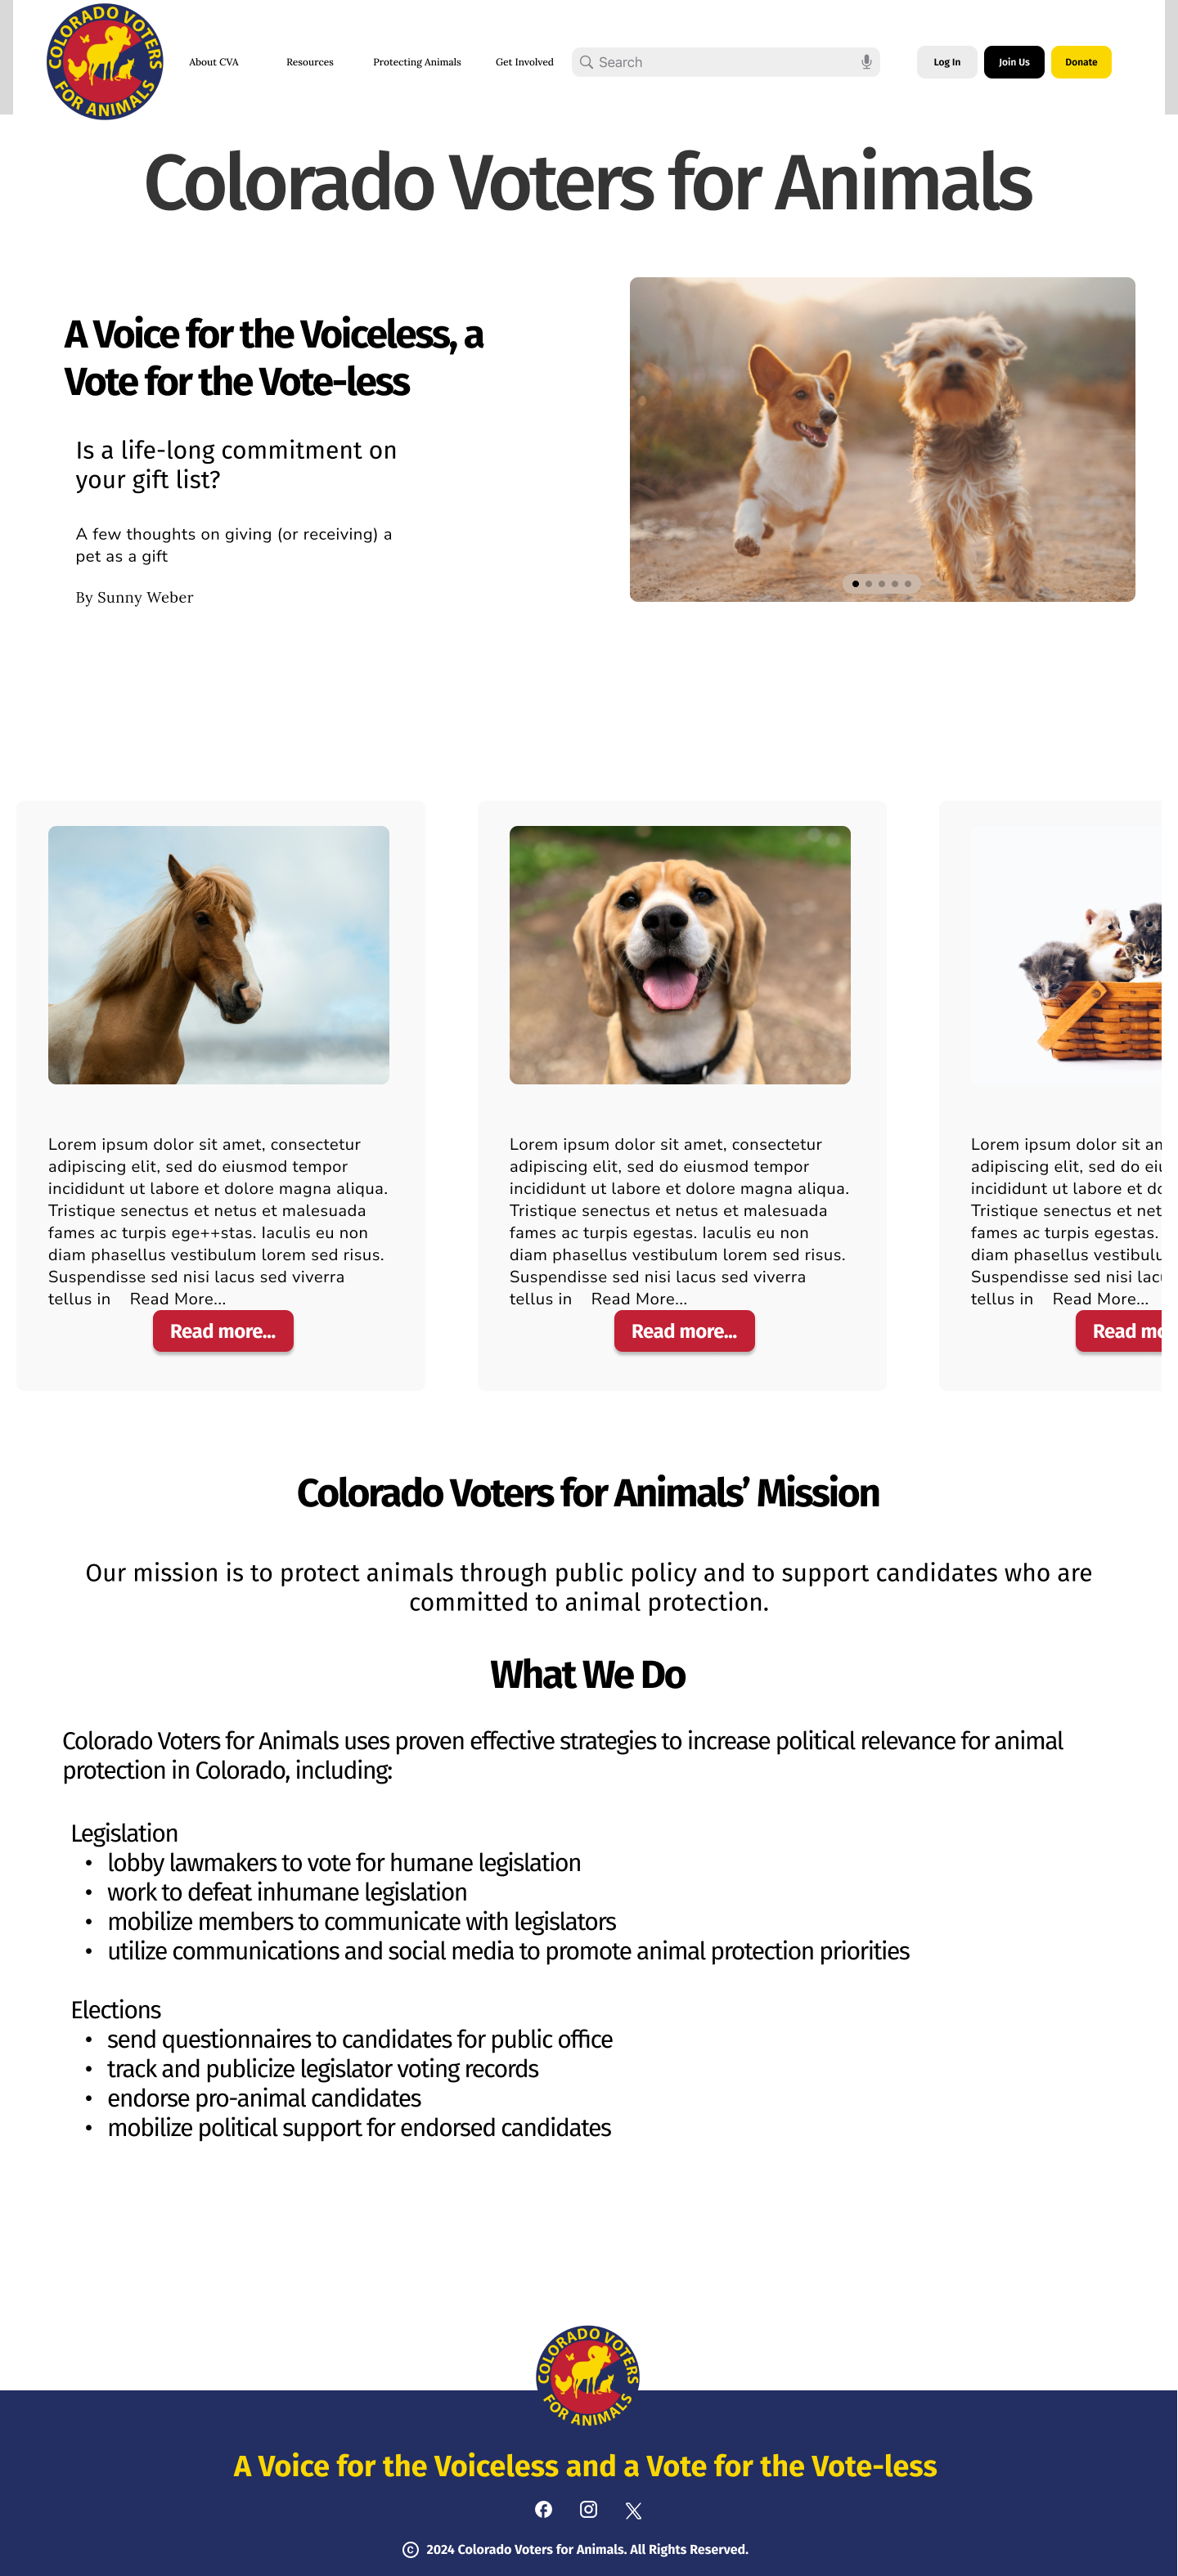 COLORADO VOTERS
FOR ANIMALS
About CVA
Resources
Protecting Animals
Get Involved
Search
Log In
Join Us
Donate
Colorado Voters for Animals
A Voice for the Voiceless, a
Vote for the Vote-less
Is a life-long commitment on
your gift list?
A few thoughts on giving (or receiving) a
pet as a gift
By Sunny Weber
Lorem ipsum dolor sit amet, consectetur
adipiscing elit, sed do eiusmod tempor
incididunt ut labore et dolore magna aliqua.
Tristique senectus et netus et malesuada
fames ac turpis ege++stas. Iaculis eu non
diam phasellus vestibulum lorem sed risus.
Suspendisse sed nisi lacus sed viverra
tellus in Read More...
Read more...
Lorem ipsum dolor sit amet, consectetur
adipiscing elit, sed do eiusmod tempor
incididunt ut labore et dolore magna aliqua.
Tristique senectus et netus et malesuada
fames ac turpis egestas. Iaculis eu non
diam phasellus vestibulum lorem sed risus.
Suspendisse sed nisi lacus sed viverra
tellus in Read More...
Read more...
Lorem ipsum dolor sit
adipiscing elit, sed do
incididunt ut labore et
Tristique senectus et
fames ac turpis egestas.
diam phasellus
Suspendisse sed nisi
tellus in Read More...
Read
Colorado Voters for Animals’ Mission
Our mission is to protect animals through public policy and to support candidates who are
committed to animal protection.
What We Do
Colorado Voters for Animals uses proven effective strategies to increase political relevance for animal
protection in Colorado, including:
Legislation
• lobby lawmakers to vote for humane legislation
• work to defeat inhumane legislation
• mobilize members to communicate with legislators
• utilize communications and social media to promote animal protection priorities
Elections
• send questionnaires to candidates for public office
• track and publicize legislator voting records
• endorse pro-animal candidates
• mobilize political support for endorsed candidates
COLORADO VOTERS
FOR ANIMALS
A Voice for the Voiceless and a Vote for the Vote-less
© 2024 Colorado Voters for Animals. All Rights Reserved.